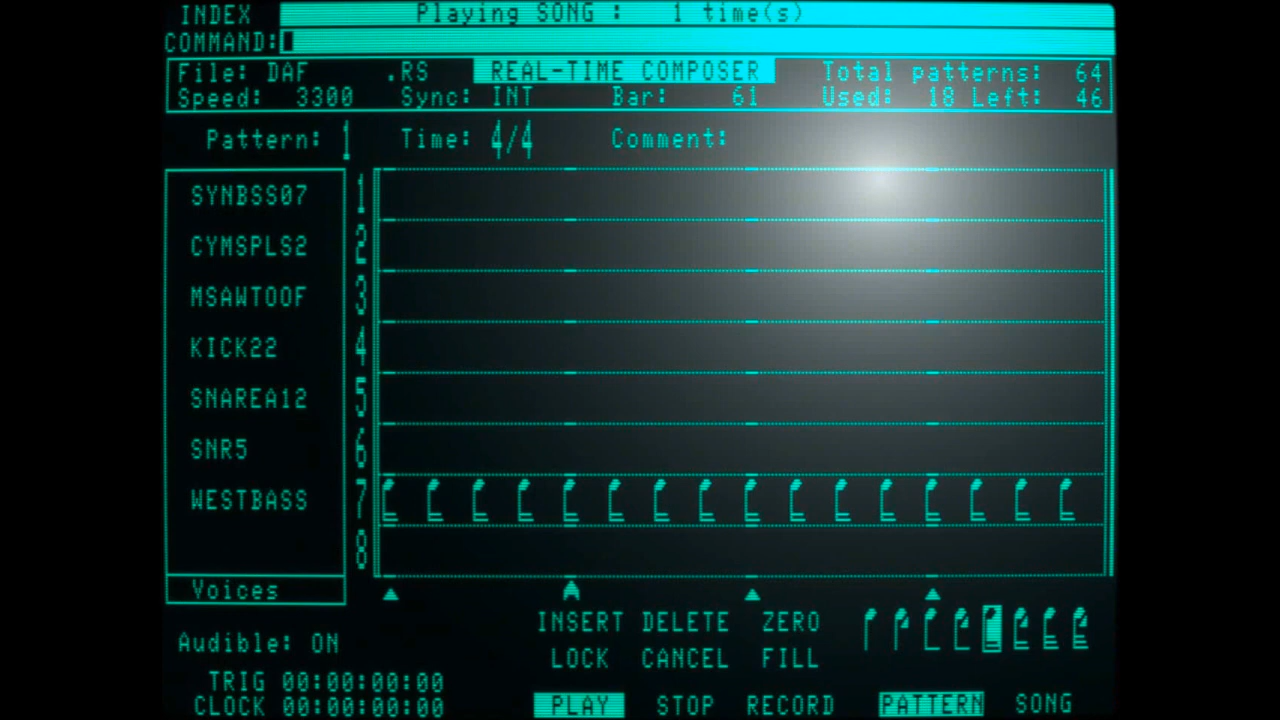 INDEX Playing SONG : 1 time(s)
COMMAND:
File: DAF .RS REAL-TIME COMPOSER Total patterns: 64
Speed: 3300 Sync: INT Bar: 61 Used: 18 Left: 46
Pattern: 1 Time: 4/4 Comment:
SYNBSS07 1
CYMSPLS2 2
MSAWTOOF 3
KICK22 4
SNAREA12 5
SNR5 6
WESTBASS 7
8
Voices
INSERT DELETE ZERO
Audible: ON
LOCK CANCEL FILL
TRIG 00:00:00:00
CLOCK 00:00:00:00
PLAY STOP RECORD PATTERN SONG